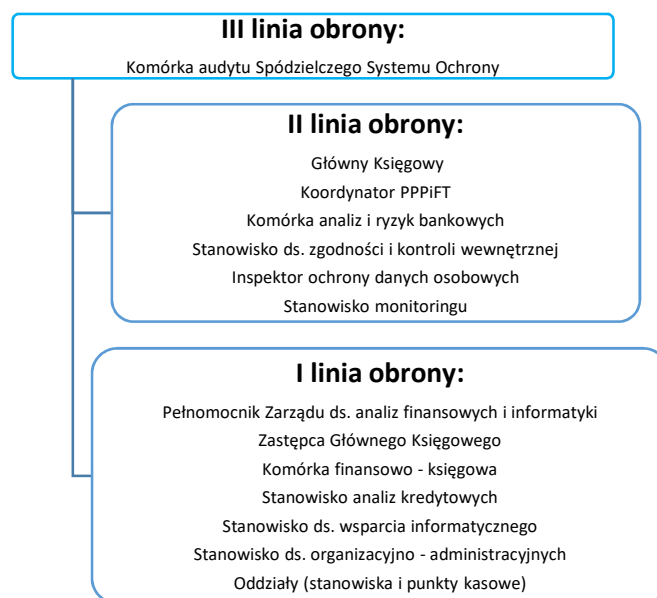 III linia obrony:
Komórka audytu Spódzielczego Systemu Ochrony
II linia obrony:
Główny Księgowy
Koordynator PPPiFT
Komórka analiz i ryzyk bankowych
Stanowisko ds. zgodności i kontroli wewnętrznej
Inspektor ochrony danych osobowych
Stanowisko monitoringu
I linia obrony:
Pełnomocnik Zarządu ds. analiz finansowych i informatyki
Zastępca Głównego Księgowego
Komórka finansowo - księgowa
Stanowisko analiz kredytowych
Stanowisko ds. wsparcia informatycznego
Stanowisko ds. organizacyjno - administracyjnych
Oddziały (stanowiska i punkty kasowe)